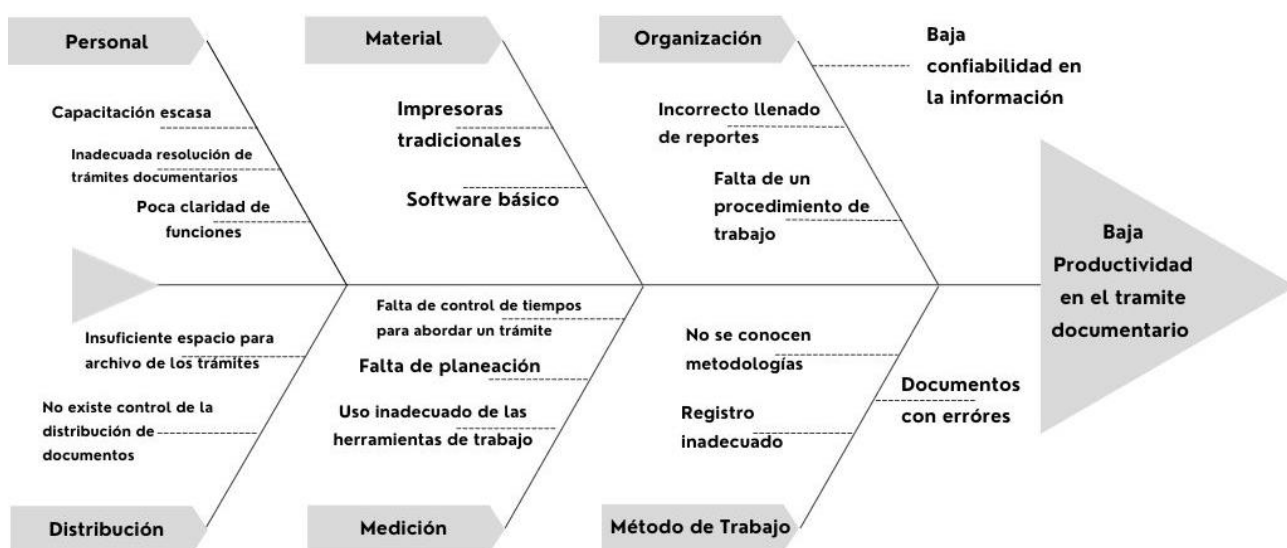 Personal
Material
Organización
Baja
confiabilidad en
la información
Capacitación escasa
Inadecuada resolución de
trámites documentarios
Poca claridad de
funciones
Impresoras
tradicionales
Software básico
Incorrecto llenado
de reportes
Falta de un
procedimiento de
trabajo
Baja
Productividad
en el tramite
documentario
Insuficiente espacio para
archivo de los trámites
No existe control de la
distribución de
documentos
Falta de control de tiempos
para abordar un trámite
Falta de planeación
Uso inadecuado de las
herramientas de trabajo
No se conocen
metodologías
Registro
inadecuado
Documentos
con erróres
Distribución
Medición
Método de Trabajo